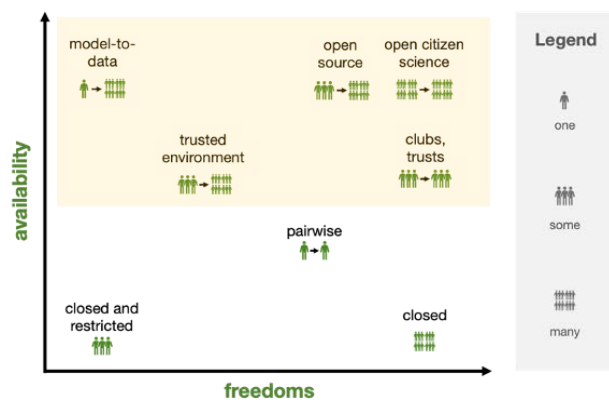 model-to-
data
open
source
open citizen
science
trusted
environment
clubs,
trusts
pairwise
closed and
restricted
closed
availability
freedoms
Legend
one
some
many